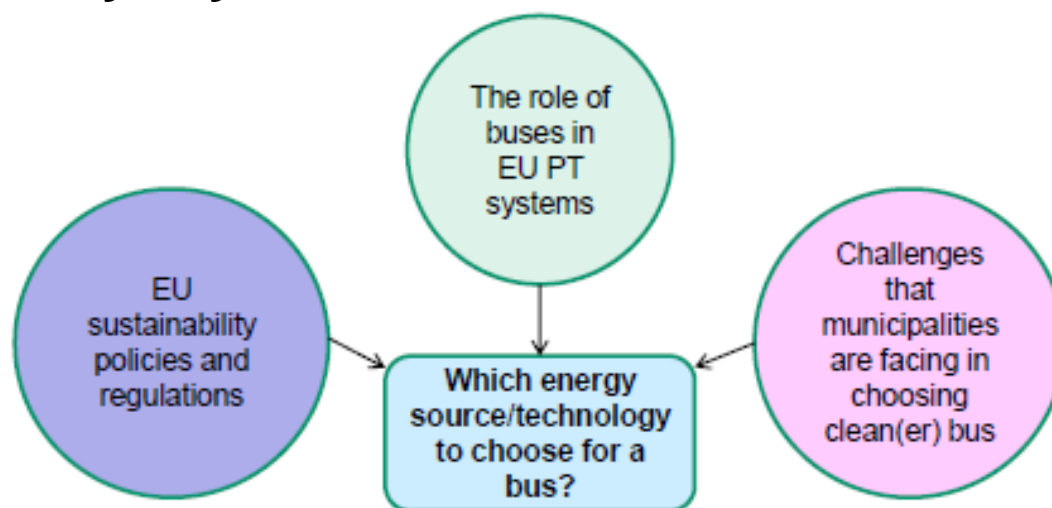 The role of
buses in
EU PT
systems
EU
sustainability
policies and
regulations
Challenges
that
municipalities
are facing in
choosing
clean(er) bus
Which energy
source/technology
to choose for a
bus?